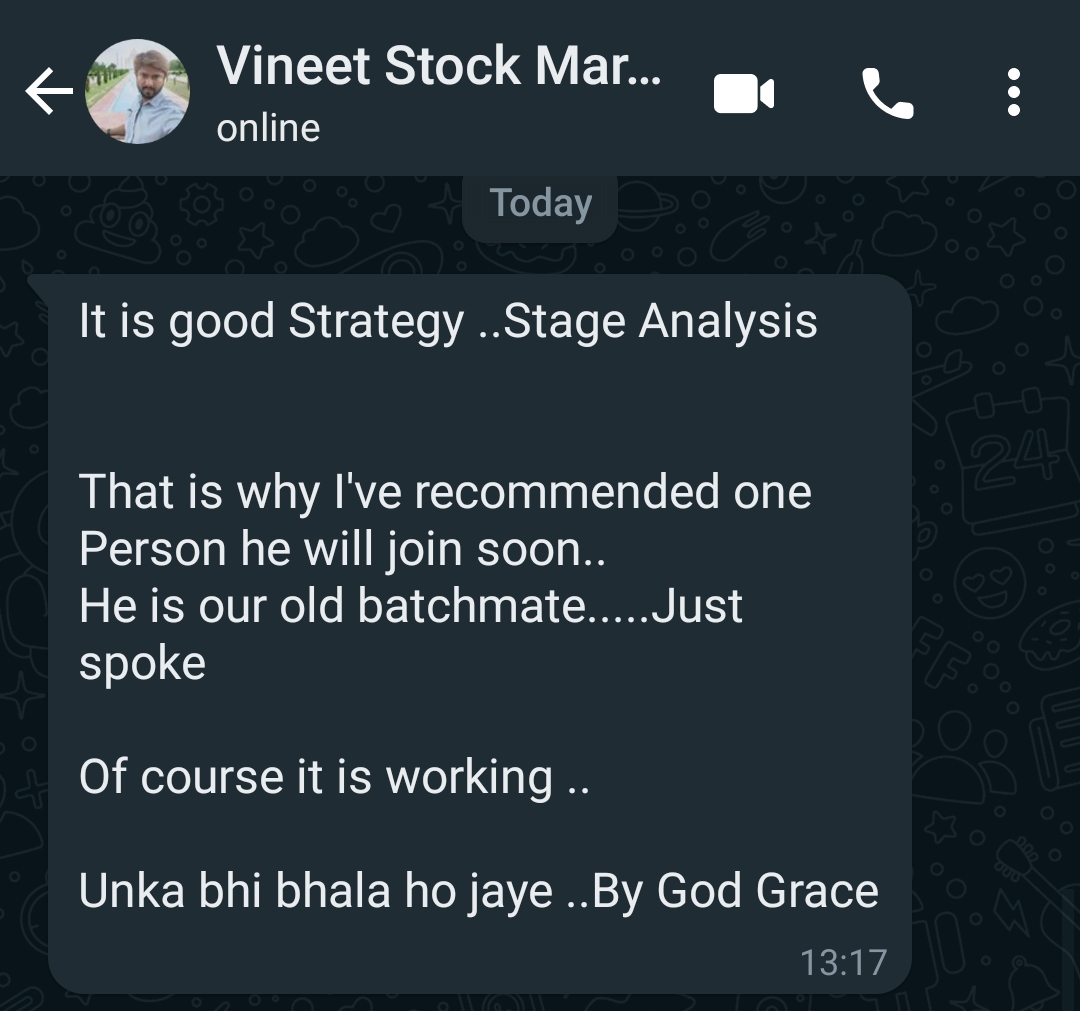 Vineet Stock Mar...
online
Today
It is good Strategy ..Stage Analysis
That is why I've recommended one
Person he will join soon..
He is our old batchmate.....Just
spoke
Of course it is working ..
Unka bhi bhala ho jaye ..By God Grace
13:17